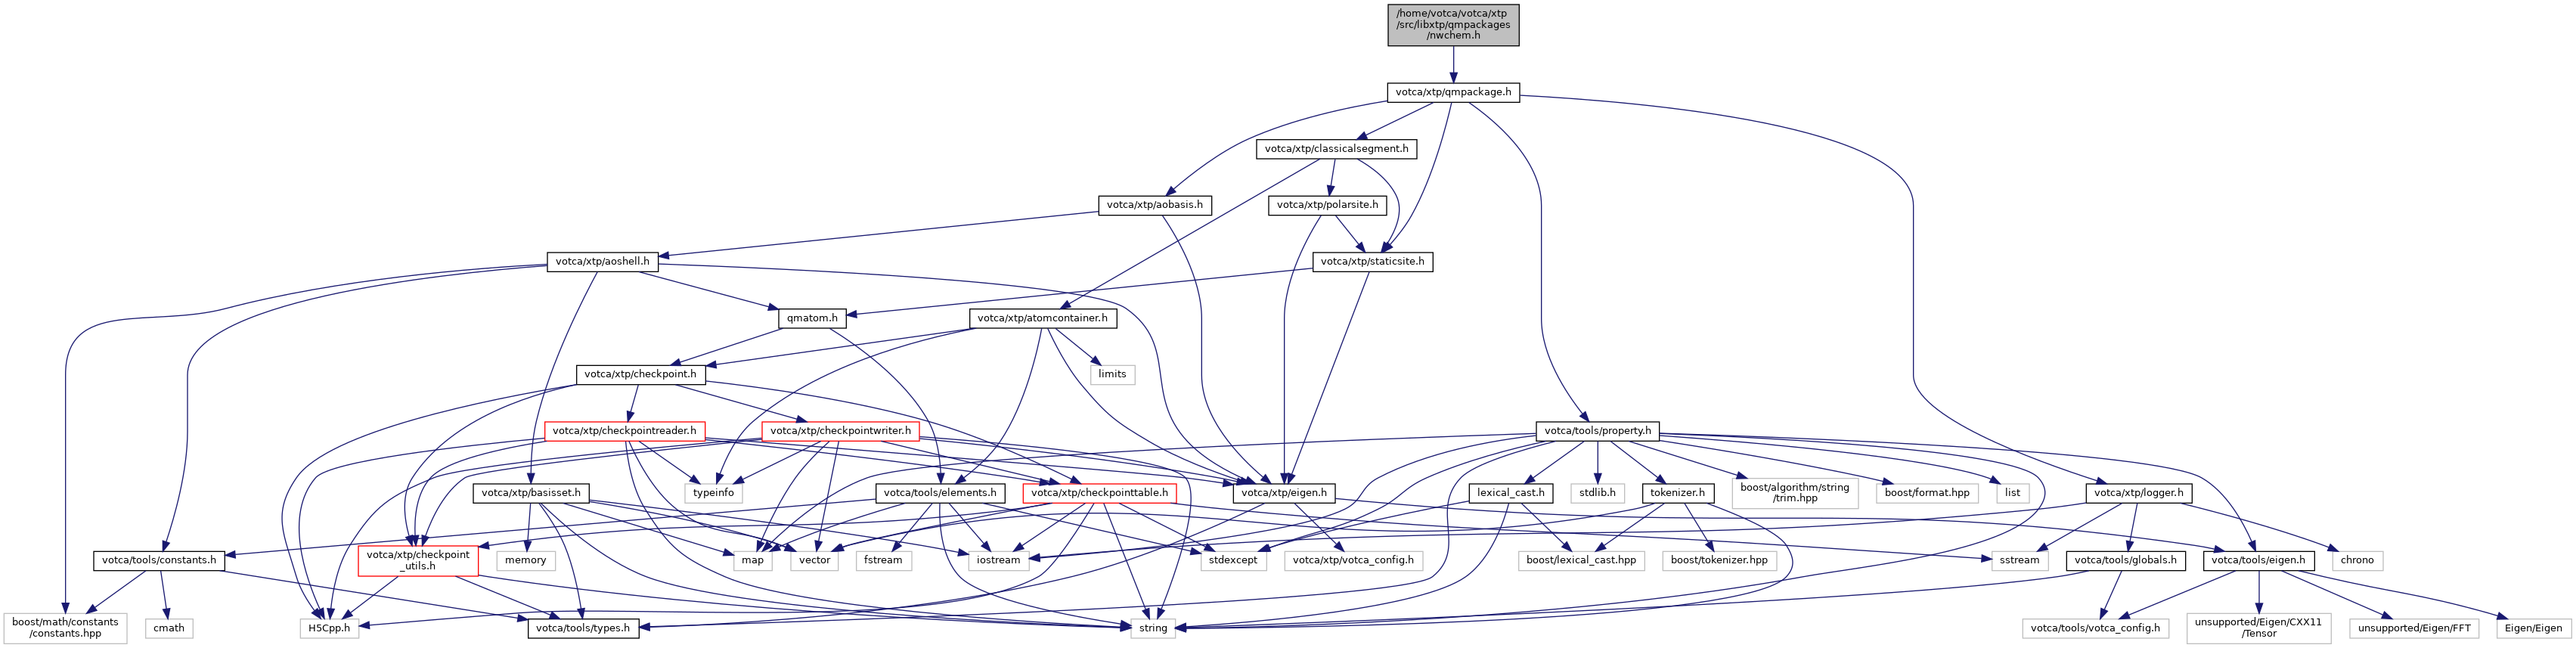 /home/votca/votca/xtp
/src/libxtp/qmpackages
/nwchem.h
votca/xtp/qmpackage.h
votca/xtp/classicalsegment.h
votca/xtp/aobasis.h
votca/xtp/polarsite.h
votca/xtp/aoshell.h
votca/xtp/staticsite.h
qmatom.h
votca/xtp/atomcontainer.h
votca/xtp/checkpoint.h
limits
votca/xtp/checkpointreader.h
votca/xtp/checkpointwriter.h
votca/tools/property.h
votca/xtp/basisset.h
typeinfo
votca/tools/elements.h
votca/xtp/checkpointtable.h
votca/xtp/eigen.h
lexical_cast.h
stdlib.h
tokenizer.h
boost/algorithm/string
/trim.hpp
boost/format.hpp
list
votca/xtp/logger.h
votca/tools/constants.h
votca/xtp/checkpoint
_utils.h
memory
map
vector
fstream
iostream
stdexcept
votca/xtp/votca_config.h
boost/lexical_cast.hpp
boost/tokenizer.hpp
sstream
votca/tools/globals.h
votca/tools/eigen.h
chrono
boost/math/constants
/constants.hpp
cmath
H5Cpp.h
votca/tools/types.h
string
votca/tools/votca_config.h
unsupported/Eigen/CXX11
/Tensor
unsupported/Eigen/FFT
Eigen/Eigen